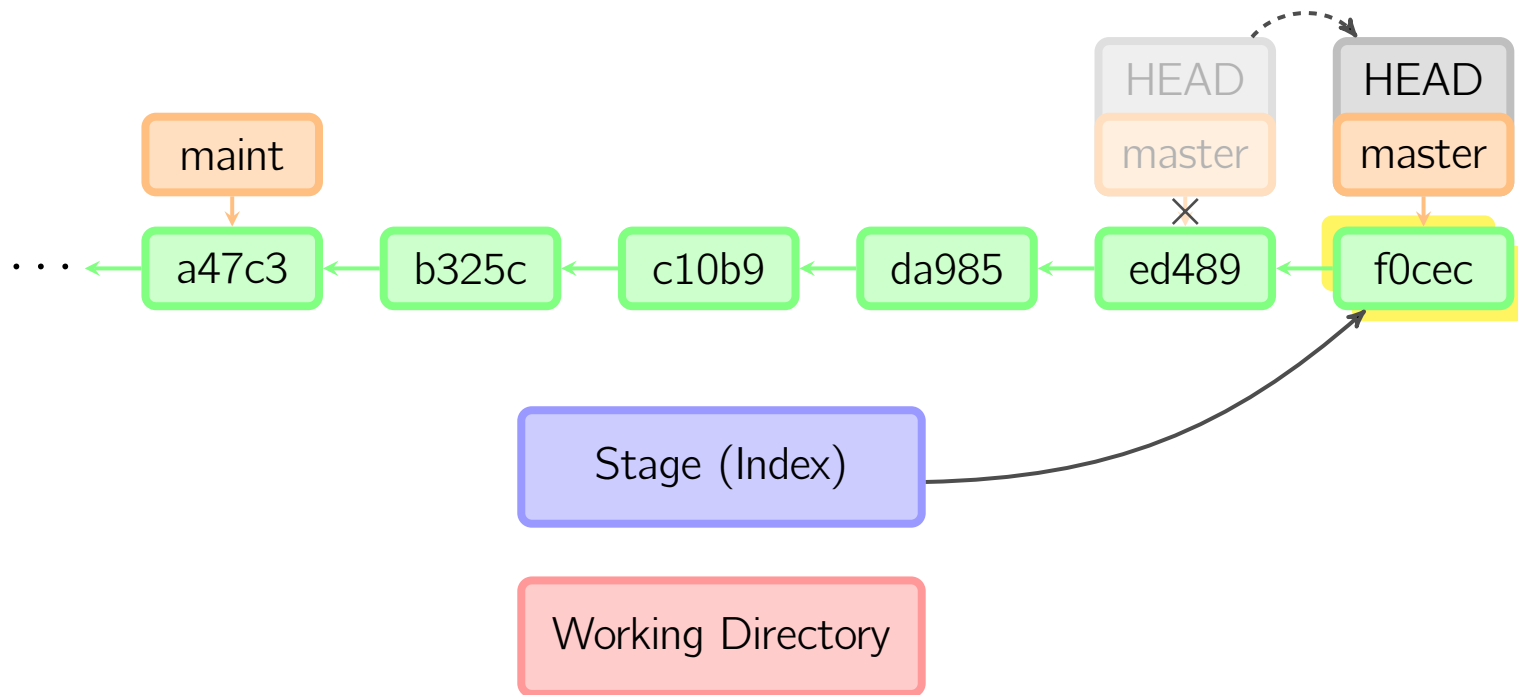 HEAD HEAD
maint master master
... a47c3 b325c c10b9 da985 ed489 f0cec
Stage (Index)
Working Directory